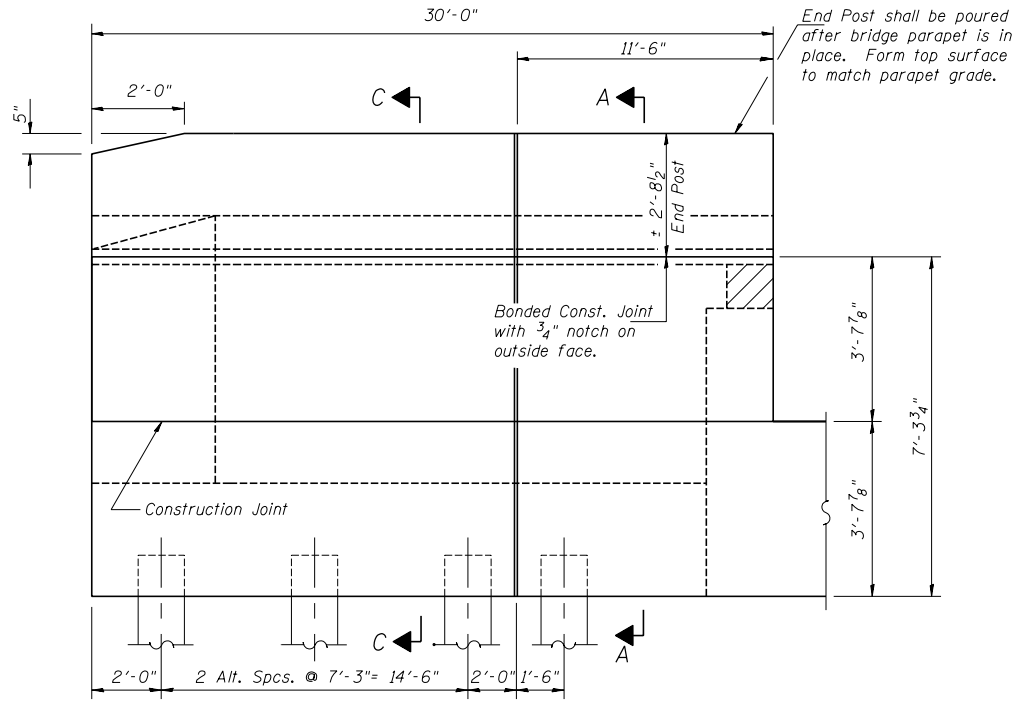 30'-0"
End Post shall be poured
after bridge parapet is in
place. Form top surface
to match parapet grade.
11'-6"
2'-0"
C
A
5"
± 2'-8½"
End Post
Bonded Const. Joint
with ¾" notch on
outside face.
3'-7⅞"
7'-3¾"
3'-7⅞"
Construction Joint
C
A
2'-0"
2 Alt. Spcs. @ 7'-3"= 14'-6"
2'-0"
1'-6"